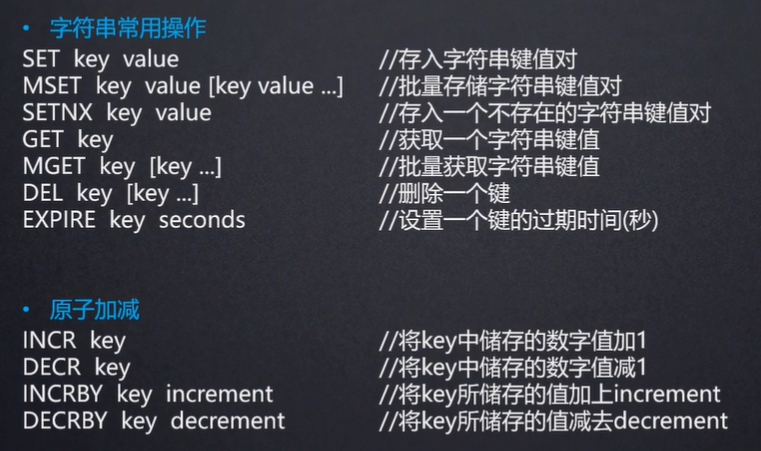 • 字符串常用操作
SET key value //存入字符串键值对
MSET key value [key value ...] //批量存储字符串键值对
SETNX key value //存入一个不存在的字符串键值对
GET key //获取一个字符串键值
MGET key [key ...] //批量获取字符串键值
DEL key [key ...] //删除一个键
EXPIRE key seconds //设置一个键的过期时间(秒)
• 原子加减
INCR key //将key中储存的数字值加1
DECR key //将key中储存的数字值减1
INCRBY key increment //将key所储存的值加上increment
DECRBY key decrement //将key所储存的值减去decrement